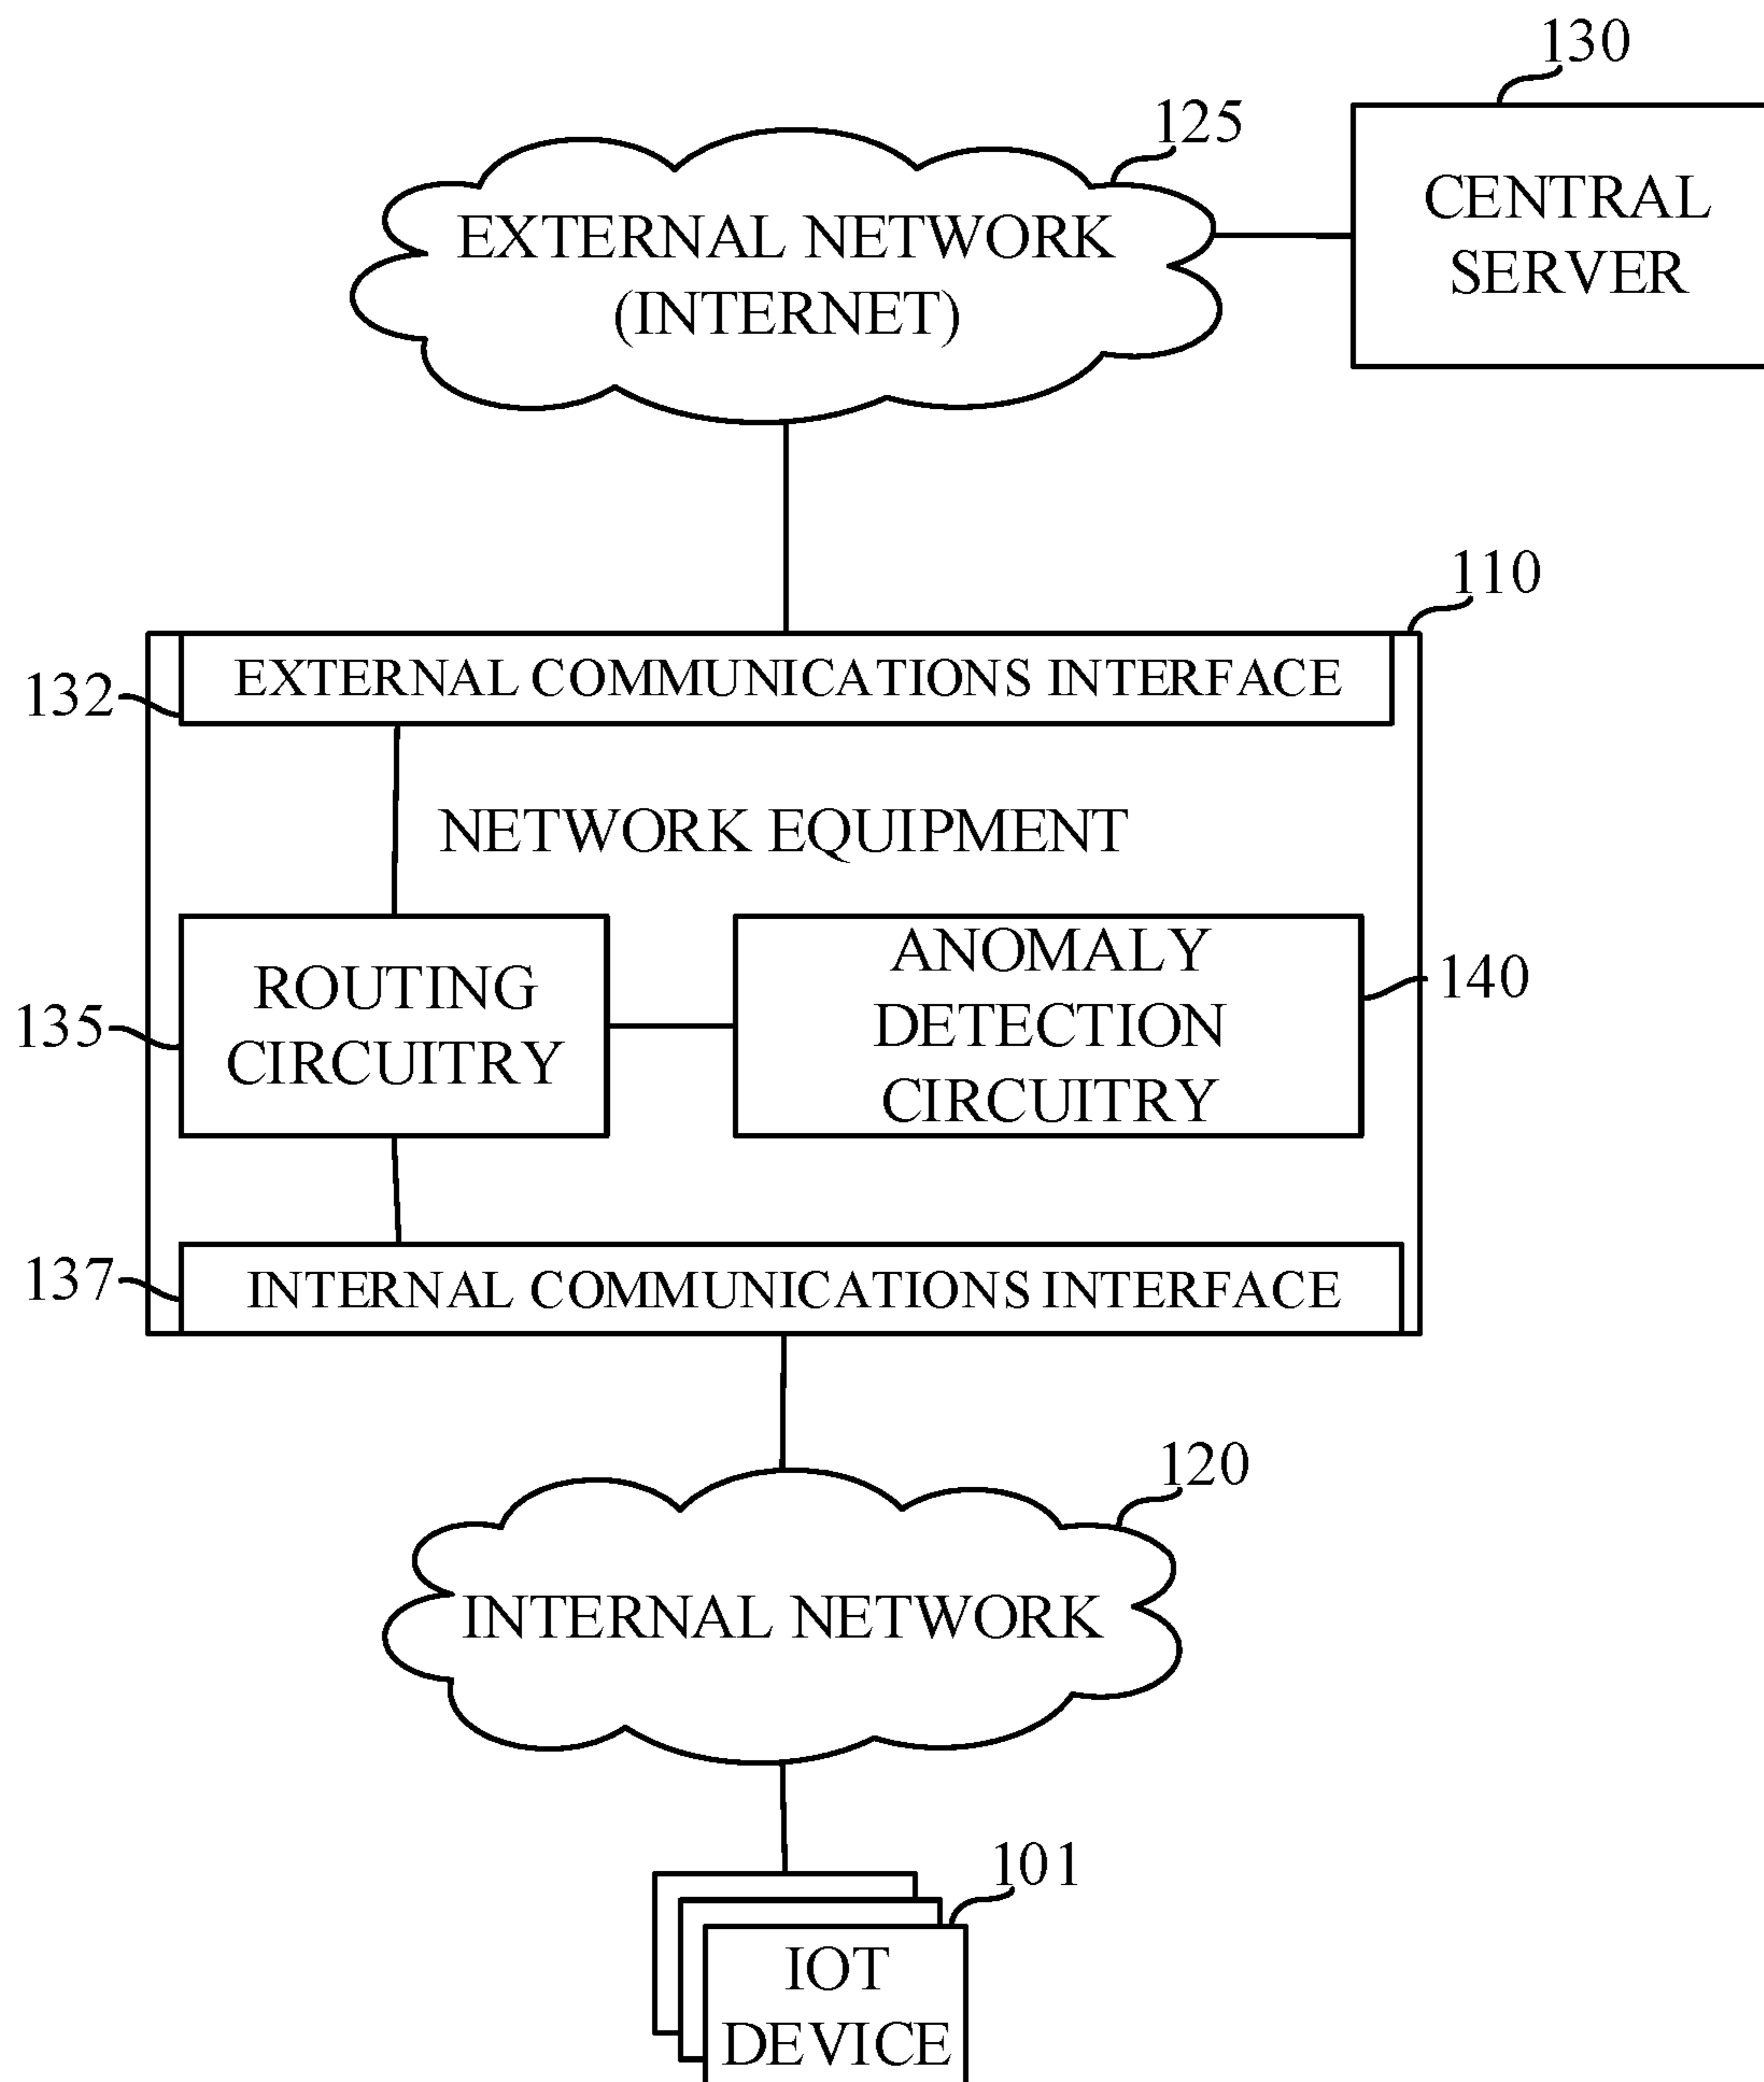 130
125
EXTERNAL NETWORK
(INTERNET)
CENTRAL
SERVER
110
132
EXTERNAL COMMUNICATIONS INTERFACE
NETWORK EQUIPMENT
135
ROUTING
CIRCUITRY
ANOMALY
DETECTION
CIRCUITRY
140
137
INTERNAL COMMUNICATIONS INTERFACE
120
INTERNAL NETWORK
101
IOT
DEVICE